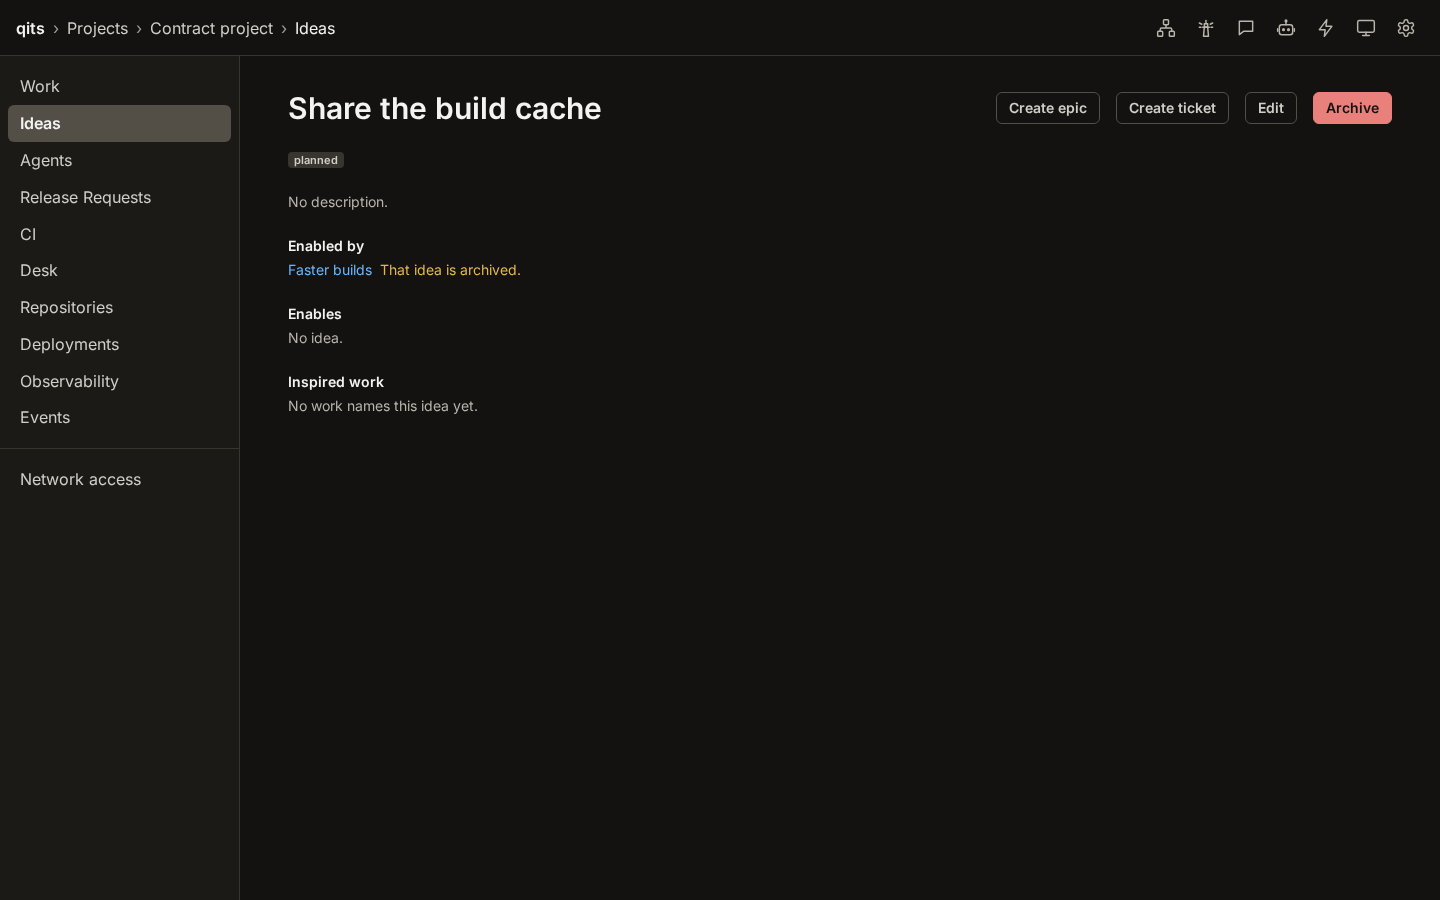 qits › Projects › Contract project › Ideas
Work
Ideas
Agents
Release Requests
CI
Desk
Repositories
Deployments
Observability
Events
Network access
Share the build cache
Create epic
Create ticket
Edit
Archive
planned
No description.
Enabled by
Faster builds That idea is archived.
Enables
No idea.
Inspired work
No work names this idea yet.